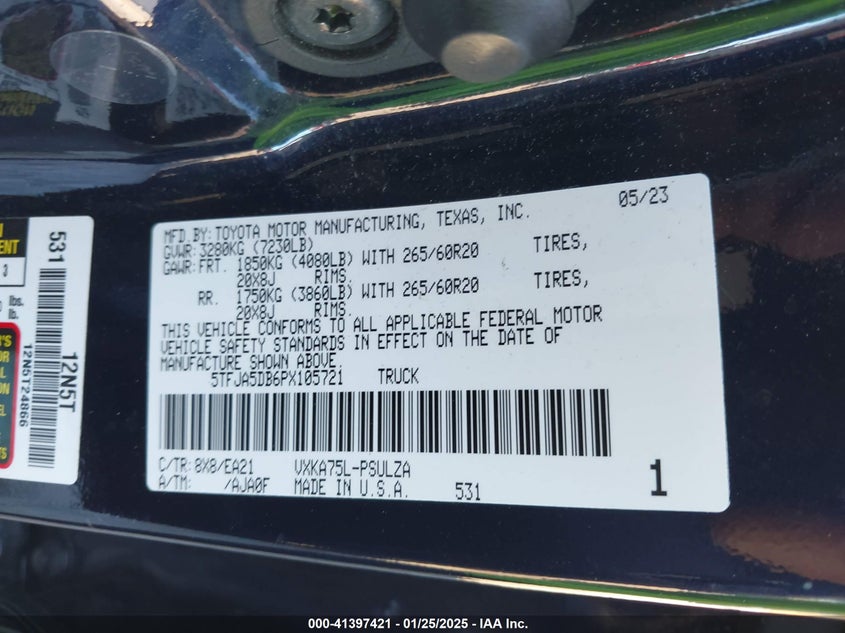 MFD BY: TOYOTA MOTOR MANUFACTURING, TEXAS, INC. 05/23
GVWR: 3280KG (7230LB)
GAWR: FRT. 1850KG (4080LB) WITH 265/60R20 TIRES,
20X8J RIMS.
RR. 1750KG (3860LB) WITH 265/60R20 TIRES,
20X8J RIMS.
THIS VEHICLE CONFORMS TO ALL APPLICABLE FEDERAL MOTOR
VEHICLE SAFETY STANDARDS IN EFFECT ON THE DATE OF
MANUFACTURE SHOWN ABOVE.
5TFJA5DB6PX105721 TRUCK
C/TR: 8X8/EA21 VXKA75L-PSULZA
A/TM: /AJA0F MADE IN U.S.A. 531 1
531
12N5T
12N5T24866
3
lbs.
lb.
000-41397421 | 01/25/2025 | IAA, Inc.